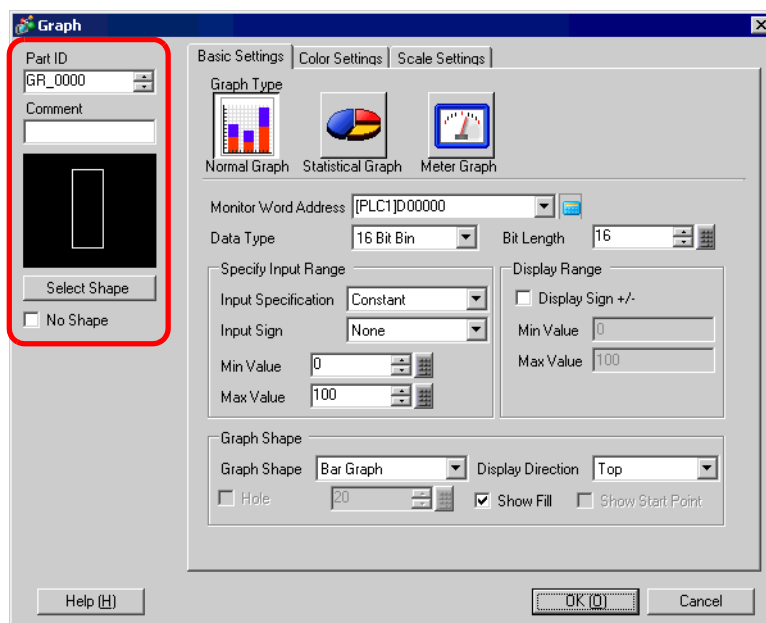 Graph
Part ID
GR_0000
Comment
Select Shape
No Shape
Basic Settings Color Settings Scale Settings
Graph Type
Normal Graph Statistical Graph Meter Graph
Monitor Word Address [PLC1]D00000
Data Type 16 Bit Bin Bit Length 16
Specify Input Range Display Range
Input Specification Constant Display Sign +/-
Input Sign None Min Value 0
Min Value 0 Max Value 100
Max Value 100
Graph Shape
Graph Shape Bar Graph Display Direction Top
Hole 20 Show Fill Show Start Point
Help (H) OK (O) Cancel